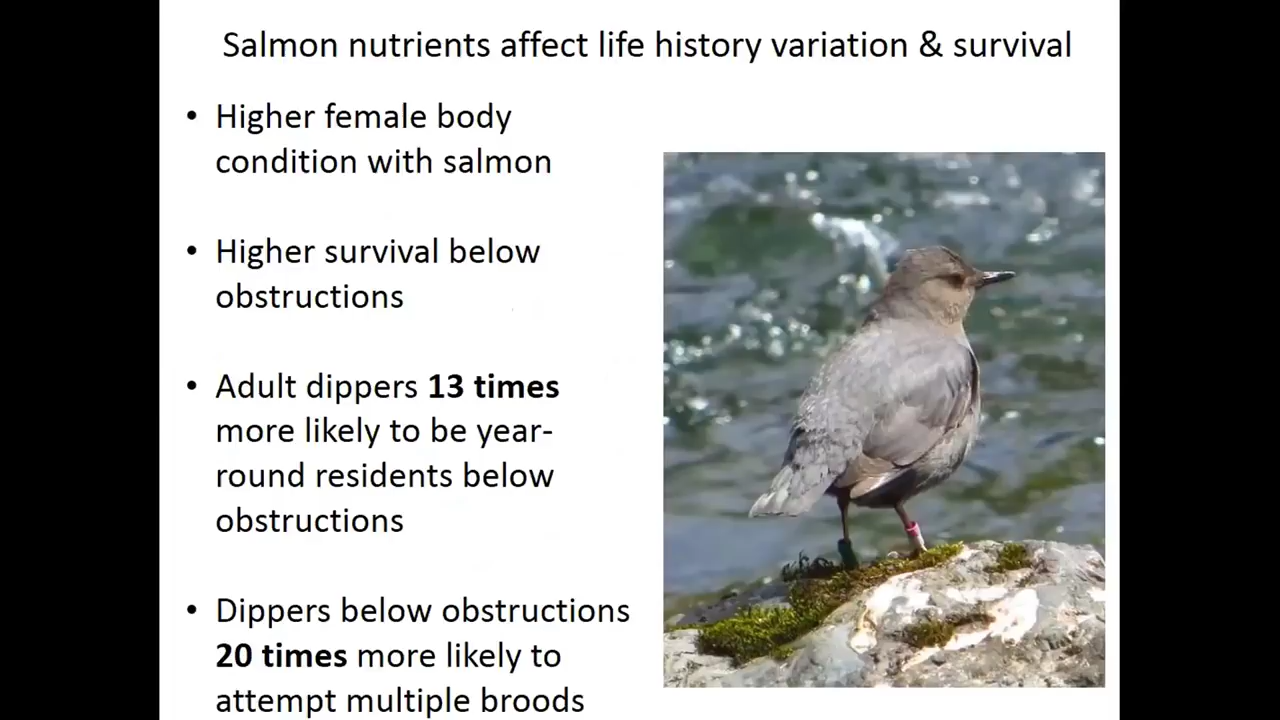 Salmon nutrients affect life history variation & survival
• Higher female body
condition with salmon
• Higher survival below
obstructions
• Adult dippers 13 times
more likely to be year-
round residents below
obstructions
• Dippers below obstructions
20 times more likely to
attempt multiple broods